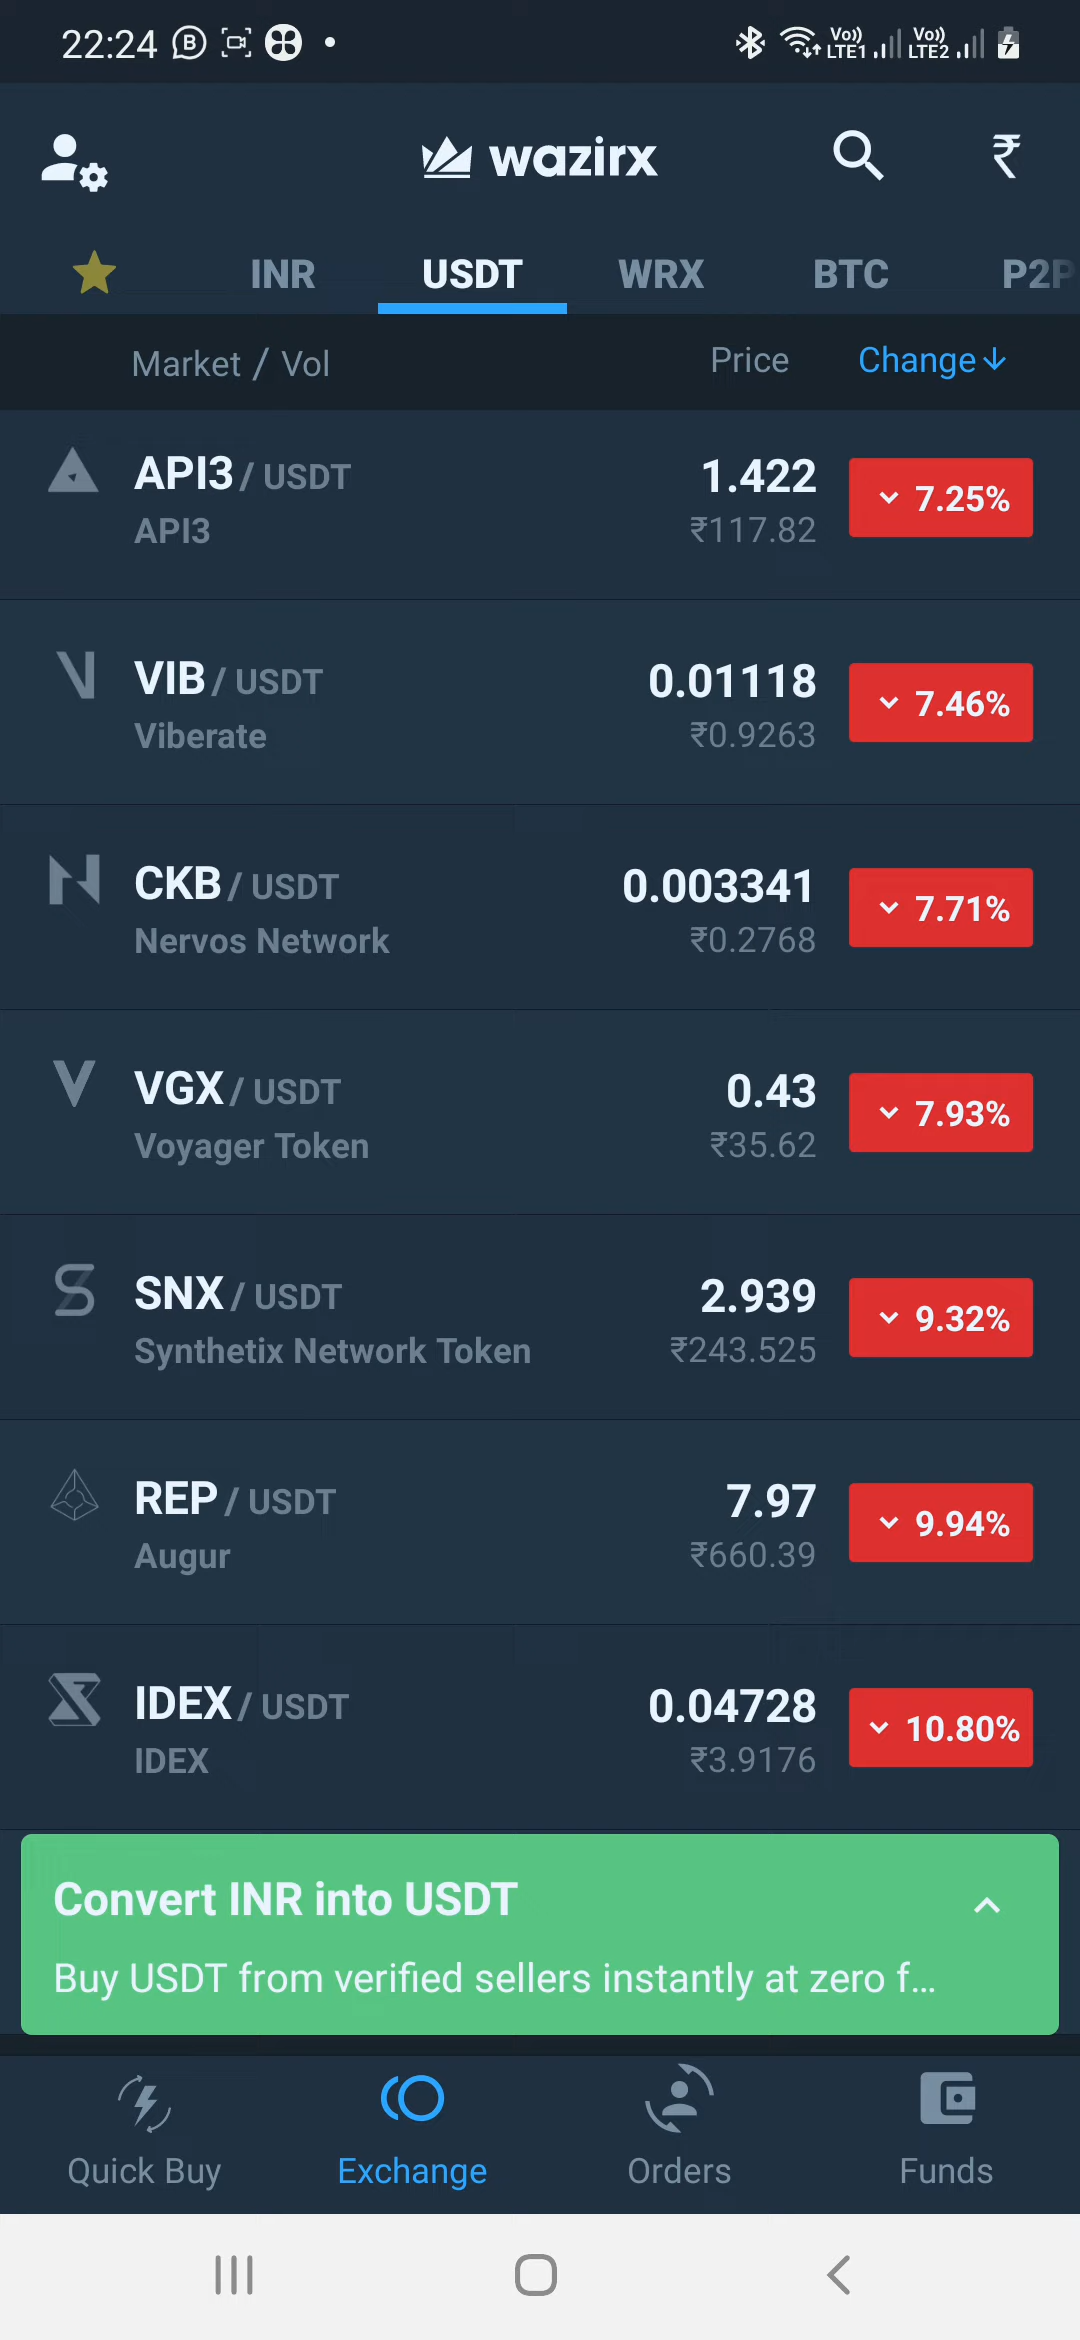 22:24
Vo)) LTE1 Vo)) LTE2
wazirx ₹
INR USDT WRX BTC P2P
Market / Vol Price Change↓
API3 / USDT 1.422 7.25%
API3 ₹117.82
VIB / USDT 0.01118 7.46%
Viberate ₹0.9263
CKB / USDT 0.003341 7.71%
Nervos Network ₹0.2768
VGX / USDT 0.43 7.93%
Voyager Token ₹35.62
SNX / USDT 2.939 9.32%
Synthetix Network Token ₹243.525
REP / USDT 7.97 9.94%
Augur ₹660.39
IDEX / USDT 0.04728 10.80%
IDEX ₹3.9176
Convert INR into USDT
Buy USDT from verified sellers instantly at zero f...
Quick Buy Exchange Orders Funds